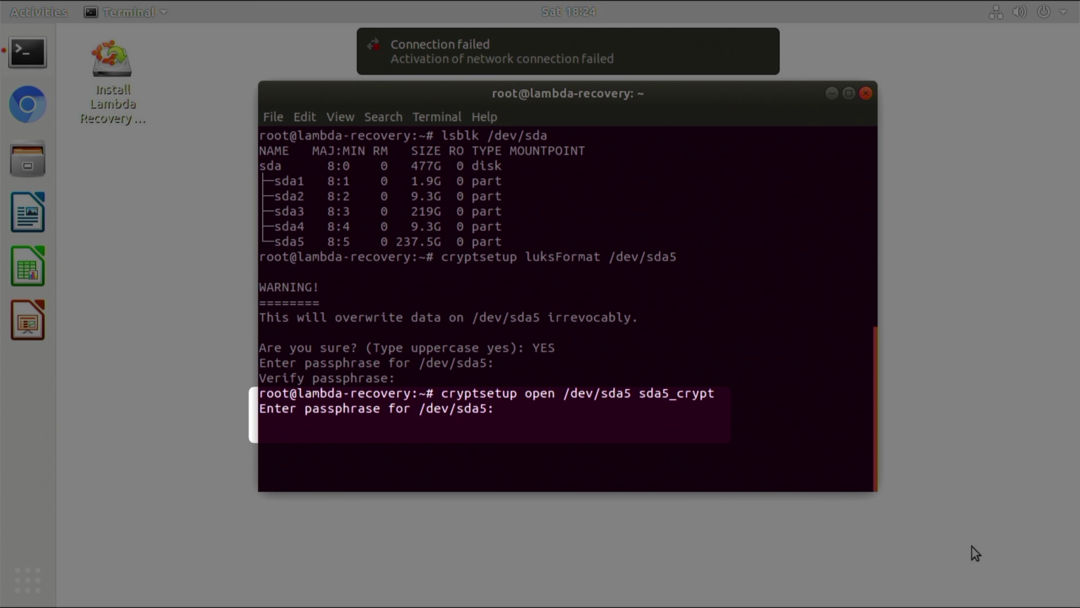 Activities Terminal Sat 18:24
Connection failed
Activation of network connection failed
Install
Lambda
Recovery ...
root@lambda-recovery: ~
File Edit View Search Terminal Help
root@lambda-recovery:~# lsblk /dev/sda
NAME MAJ:MIN RM SIZE RO TYPE MOUNTPOINT
sda 8:0 0 477G 0 disk
├─sda1 8:1 0 1.9G 0 part
├─sda2 8:2 0 9.3G 0 part
├─sda3 8:3 0 219G 0 part
├─sda4 8:4 0 9.3G 0 part
└─sda5 8:5 0 237.5G 0 part
root@lambda-recovery:~# cryptsetup luksFormat /dev/sda5
WARNING!
========
This will overwrite data on /dev/sda5 irrevocably.
Are you sure? (Type uppercase yes): YES
Enter passphrase for /dev/sda5:
Verify passphrase:
root@lambda-recovery:~# cryptsetup open /dev/sda5 sda5_crypt
Enter passphrase for /dev/sda5: